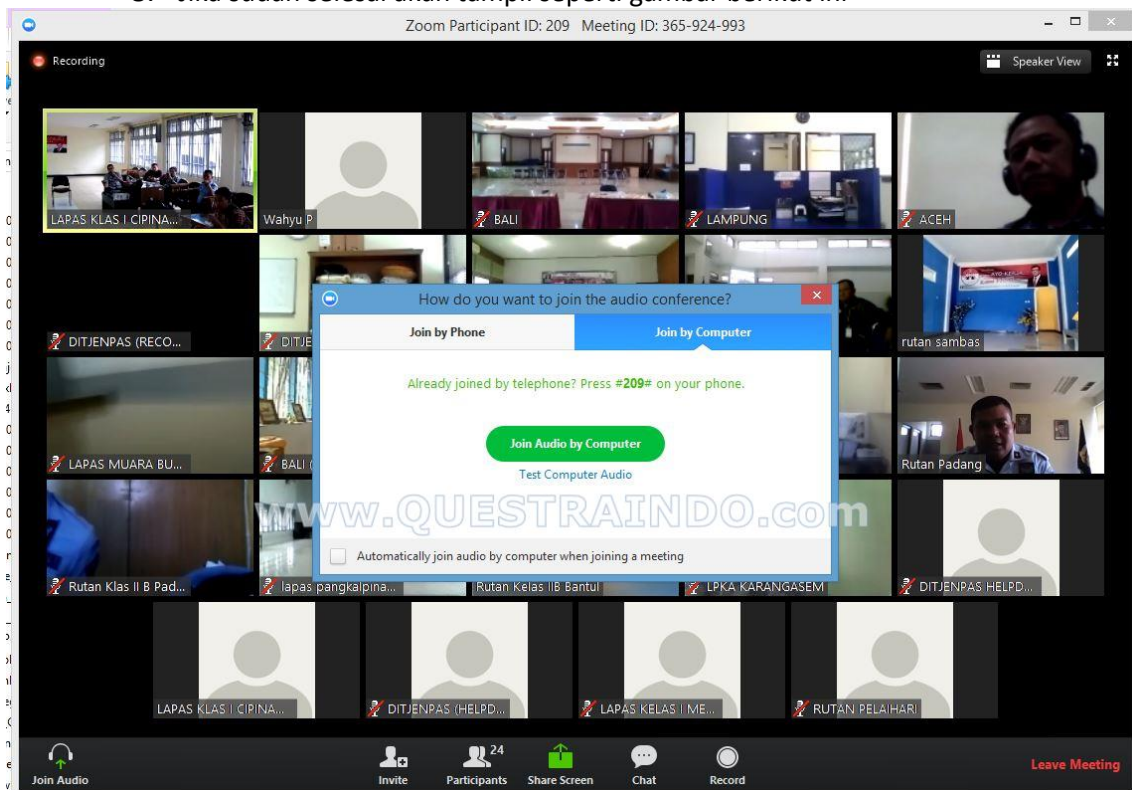 Zoom Participant ID: 209 Meeting ID: 365-924-993
Recording
Speaker View
LAPAS KLAS I CIPINA...
Wahyu P
BALI
LAMPUNG
ACEH
DITJENPAS (RECO...
DITJE
rutan sambas
How do you want to join the audio conference?
Join by Phone
Join by Computer
Already joined by telephone? Press #209# on your phone.
Join Audio by Computer
Test Computer Audio
Automatically join audio by computer when joining a meeting
LAPAS MUARA BU...
BALI (
Rutan Padang
www.QUESTRAINDO.com
Rutan Klas II B Pad...
lapas pangkalpina...
Rutan Kelas IIB Bantul
LPKA KARANGASEM
DITJENPAS HELPD...
LAPAS KLAS I CIPINA...
DITJENPAS (HELPD...
LAPAS KELAS I ME...
RUTAN PELAIHARI
Join Audio
Invite
Participants
24
Share Screen
Chat
Record
Leave Meeting